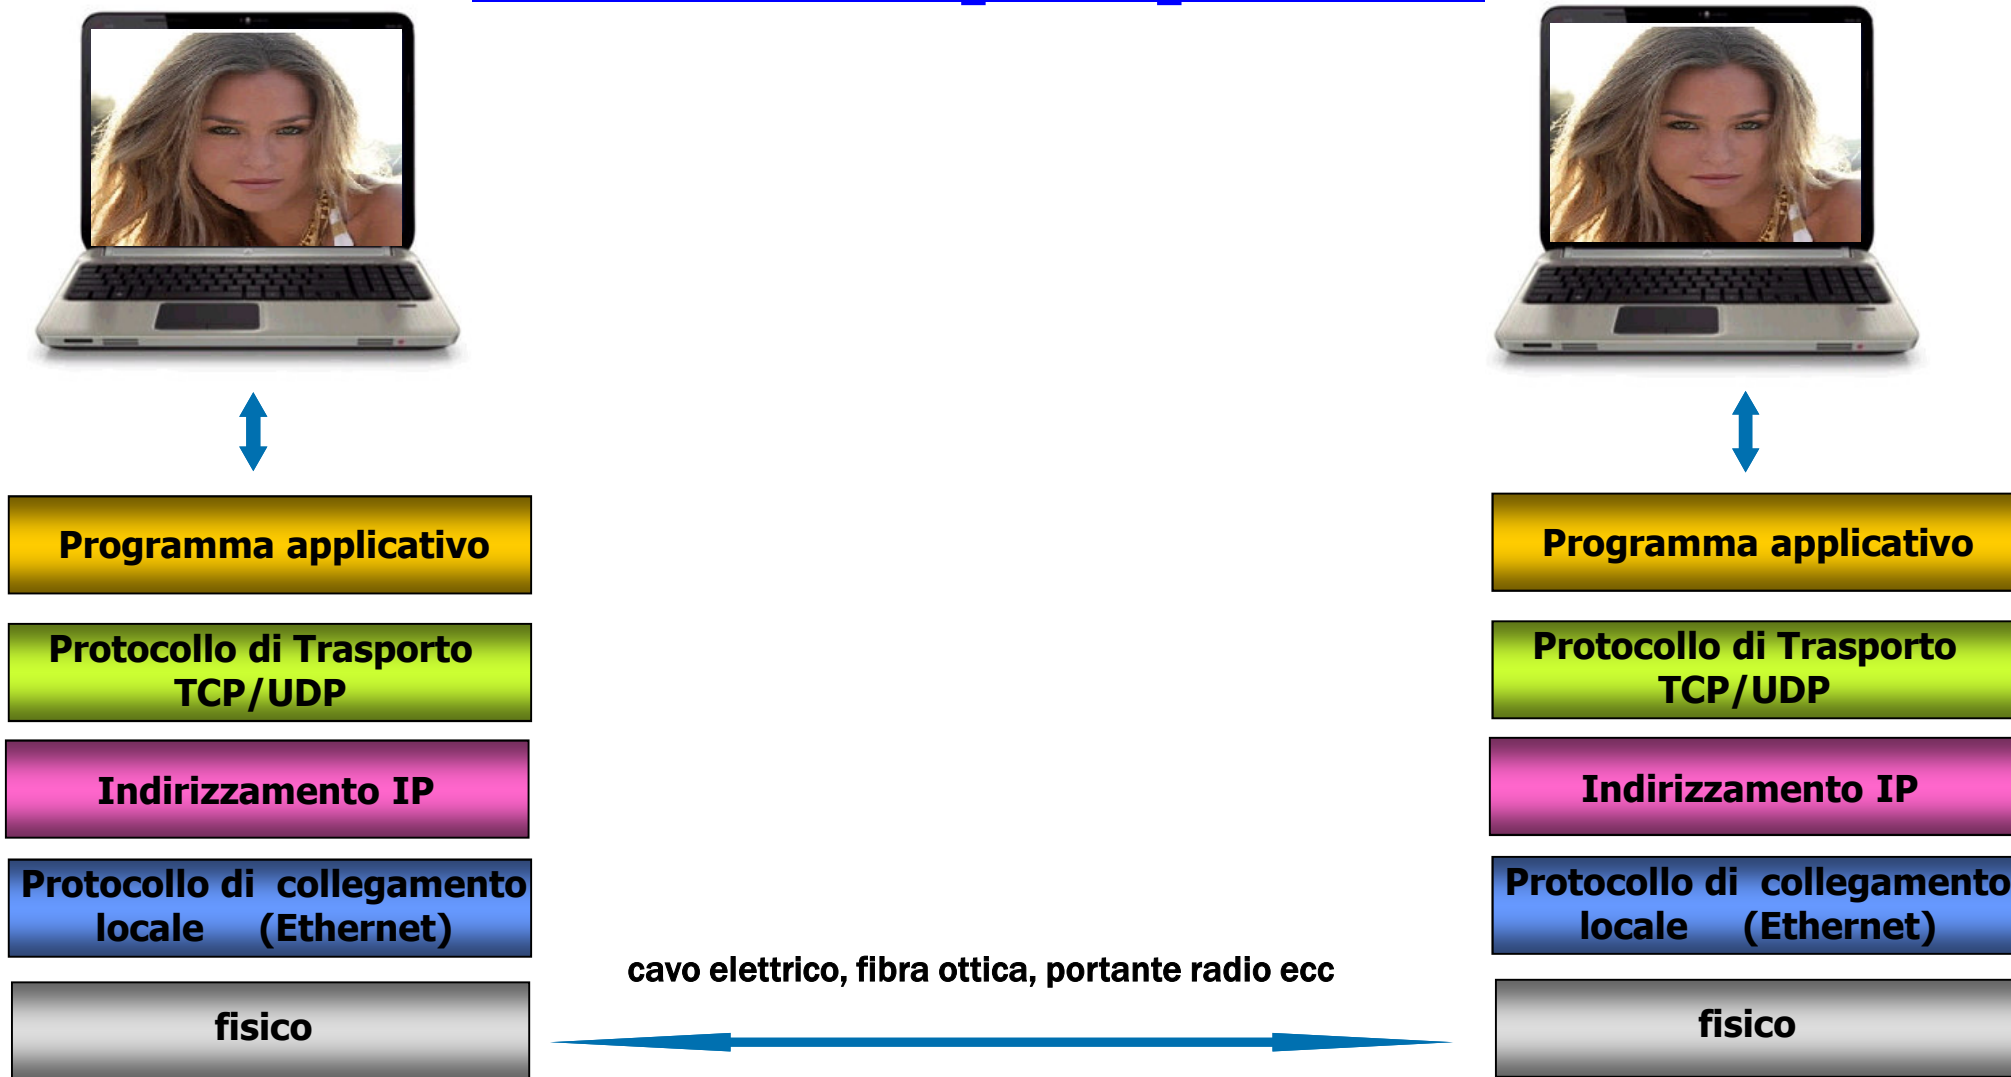 Programma applicativo
Protocollo di Trasporto
TCP/UDP
Indirizzamento IP
Protocollo di collegamento
locale (Ethernet)
fisico
cavo elettrico, fibra ottica, portante radio ecc
Programma applicativo
Protocollo di Trasporto
TCP/UDP
Indirizzamento IP
Protocollo di collegamento
locale (Ethernet)
fisico